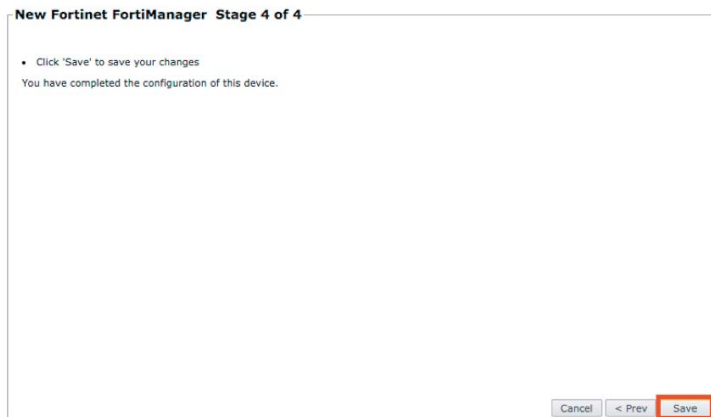 New Fortinet FortiManager Stage 4 of 4
• Click 'Save' to save your changes
You have completed the configuration of this device.
Cancel < Prev Save